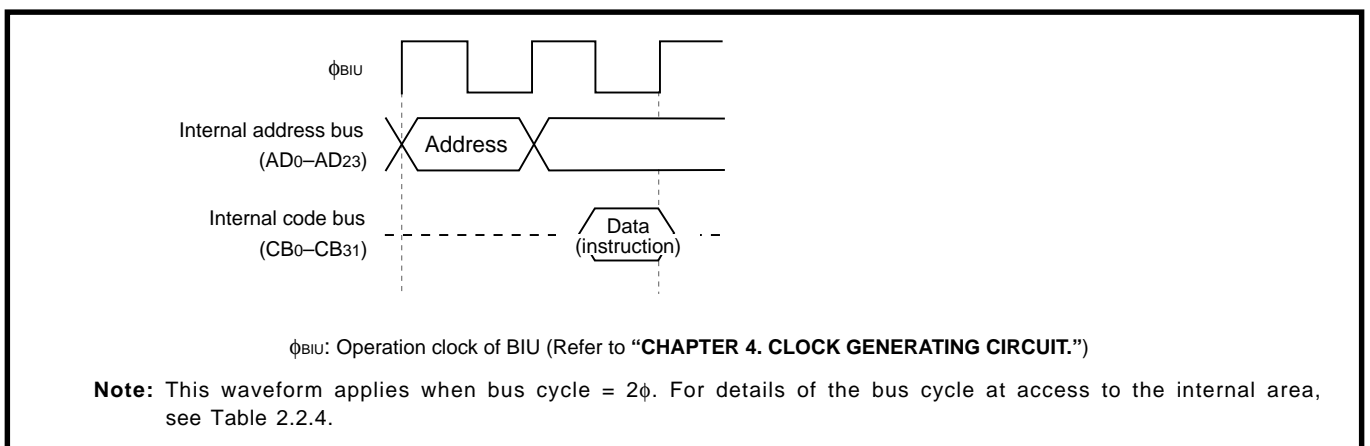 ϕBIU
Internal address bus
(AD0–AD23)
Address
Internal code bus
(CB0–CB31)
Data
(instruction)
ϕBIU: Operation clock of BIU (Refer to “CHAPTER 4. CLOCK GENERATING CIRCUIT.”)
Note: This waveform applies when bus cycle = 2ϕ. For details of the bus cycle at access to the internal area,
see Table 2.2.4.